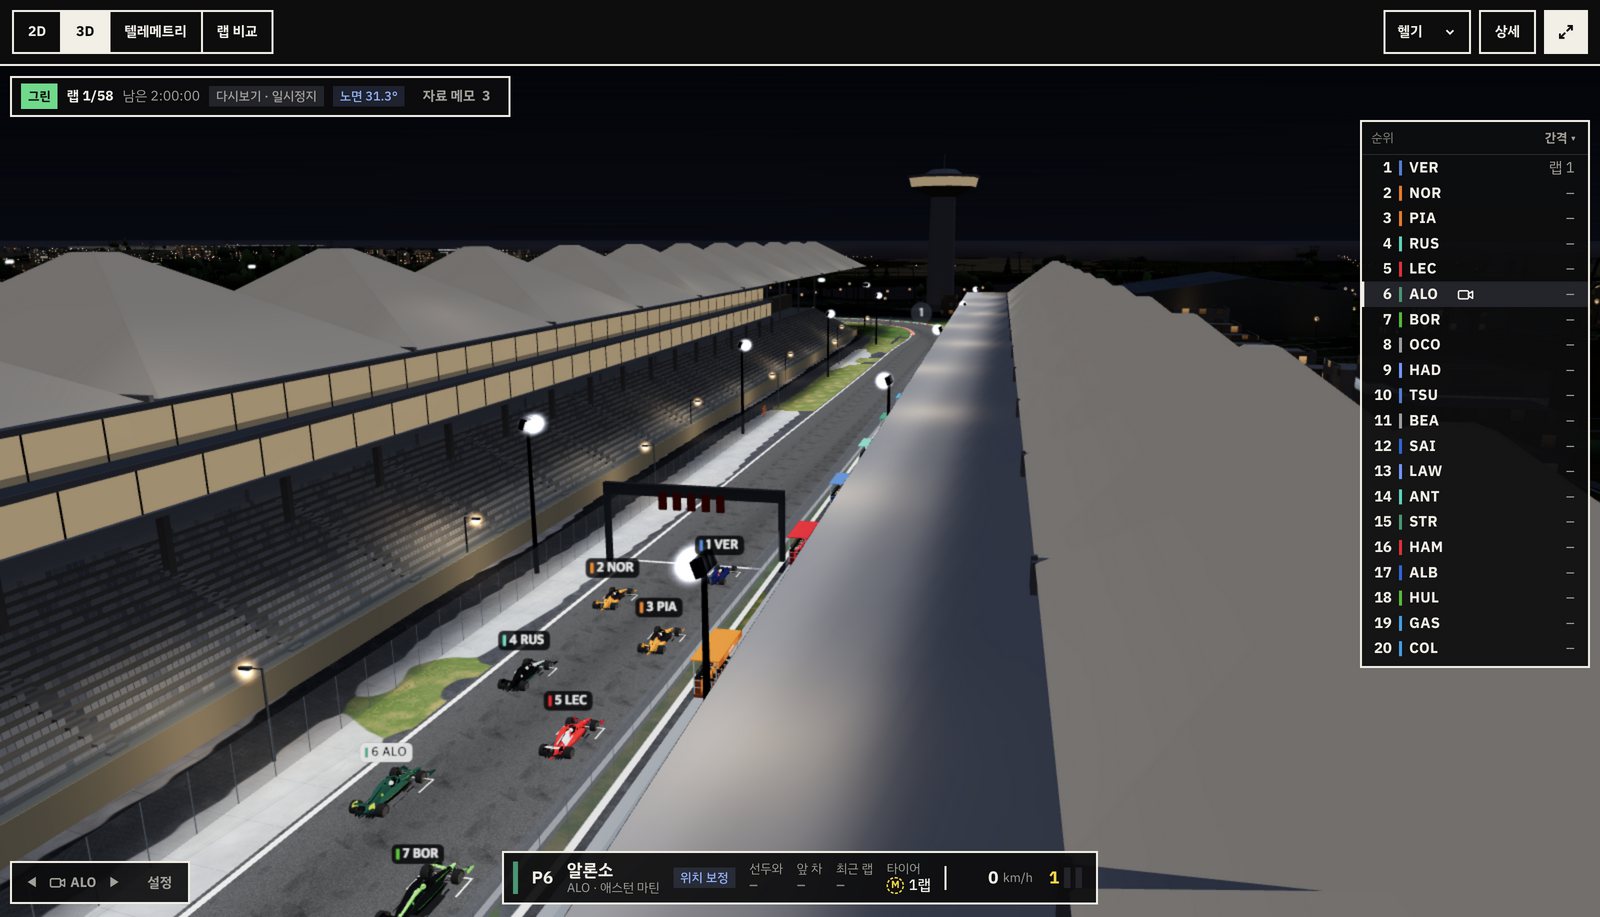 2D 3D 텔레메트리 랩 비교 헬기 상세
그린 랩 1/58 남은 2:00:00 다시보기 · 일시정지 노면 31.3° 자료 메모 3
순위 간격
1 VER 랩 1
2 NOR –
3 PIA –
4 RUS –
5 LEC –
6 ALO –
7 BOR –
8 OCO –
9 HAD –
10 TSU –
11 BEA –
12 SAI –
13 LAW –
14 ANT –
15 STR –
16 HAM –
17 ALB –
18 HUL –
19 GAS –
20 COL –
1
1 VER
2 NOR
3 PIA
4 RUS
5 LEC
6 ALO
7 BOR
ALO 설정
P6 알론소
ALO · 애스턴 마틴
위치 보정
선두와 앞 차 최근 랩 타이어
– – – M 1랩
0 km/h 1